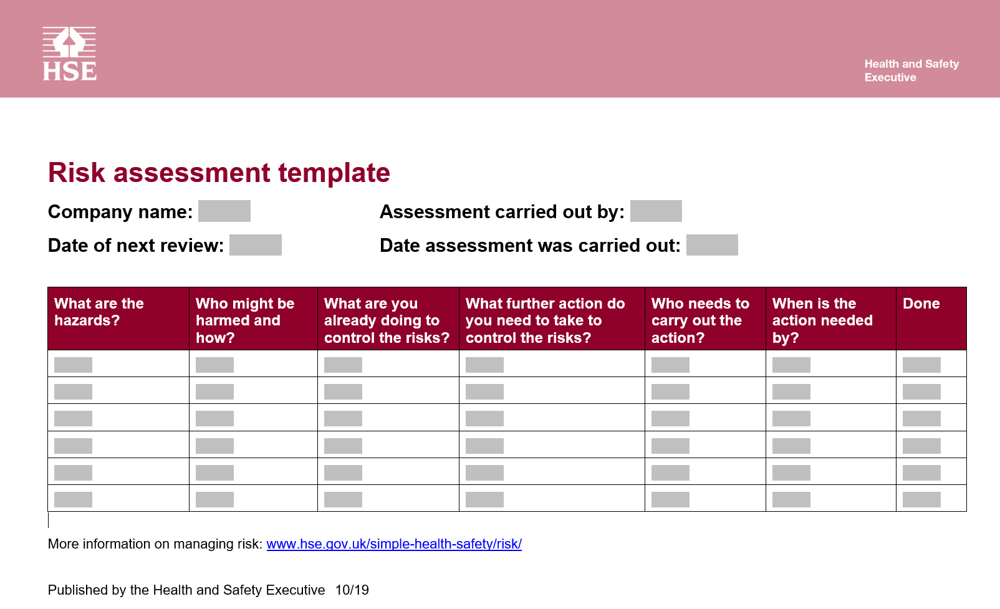 HSE
Health and Safety
Executive
Risk assessment template
Company name:
Assessment carried out by:
Date of next review:
Date assessment was carried out:
What are the
hazards?
Who might be
harmed and
how?
What are you
already doing to
control the risks?
What further action do
you need to take to
control the risks?
Who needs to
carry out the
action?
When is the
action needed
by?
Done
More information on managing risk: www.hse.gov.uk/simple-health-safety/risk/
Published by the Health and Safety Executive 10/19